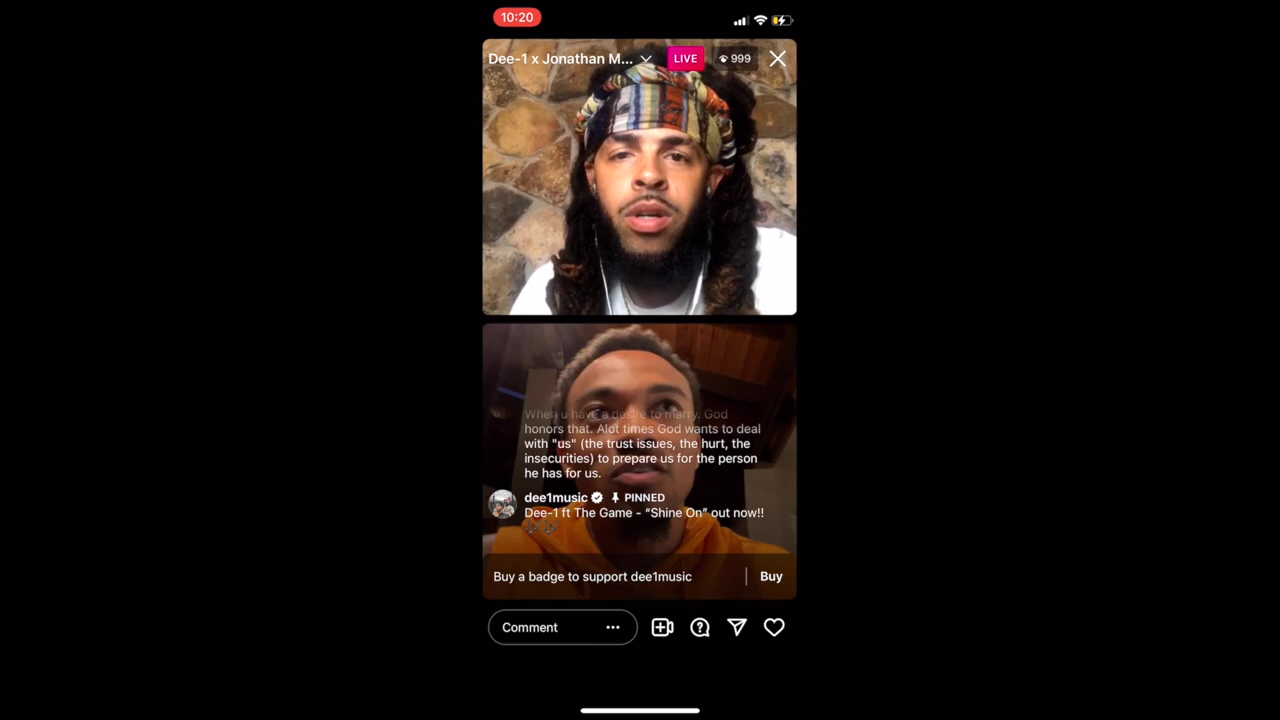 10:20
Dee-1 x Jonathan M...
LIVE
999
When u have a desire to marry. God
honors that. Alot times God wants to deal
with "us" (the trust issues, the hurt, the
insecurities) to prepare us for the person
he has for us.
dee1music PINNED
Dee-1 ft The Game - “Shine On” out now!!
Buy a badge to support dee1music
Buy
Comment